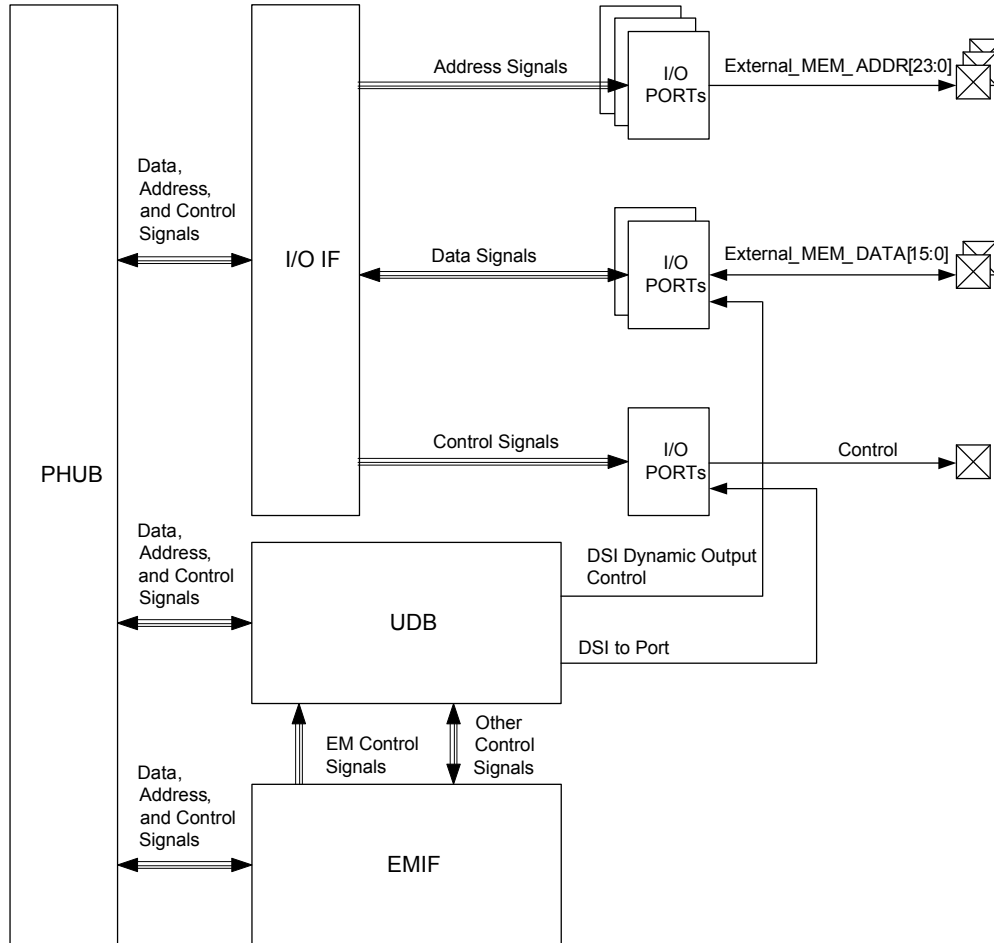 Address Signals
I/O
PORTs
External_MEM_ADDR[23:0]
Data,
Address,
and Control
Signals
I/O IF
Data Signals
I/O
PORTs
External_MEM_DATA[15:0]
Control Signals
I/O
PORTs
Control
PHUB
Data,
Address,
and Control
Signals
UDB
DSI Dynamic Output
Control
DSI to Port
EM Control
Signals
Other
Control
Signals
Data,
Address,
and Control
Signals
EMIF